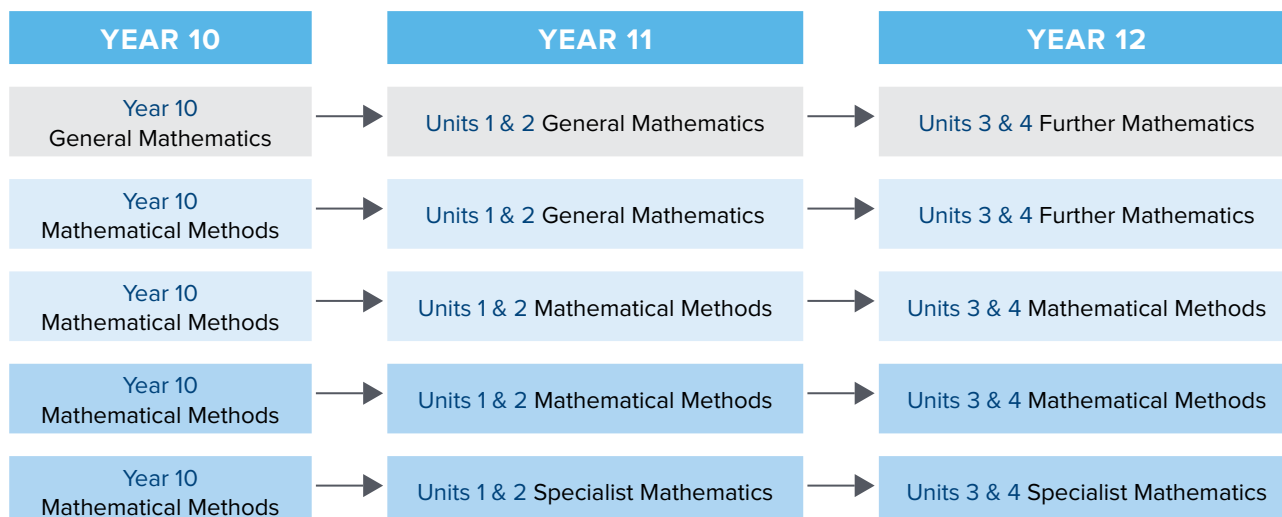 YEAR 10 YEAR 11 YEAR 12
Year 10
General Mathematics
Units 1 & 2 General Mathematics
Units 3 & 4 Further Mathematics
Year 10
Mathematical Methods
Units 1 & 2 General Mathematics
Units 3 & 4 Further Mathematics
Year 10
Mathematical Methods
Units 1 & 2 Mathematical Methods
Units 3 & 4 Mathematical Methods
Year 10
Mathematical Methods
Units 1 & 2 Mathematical Methods
Units 3 & 4 Mathematical Methods
Year 10
Mathematical Methods
Units 1 & 2 Specialist Mathematics
Units 3 & 4 Specialist Mathematics